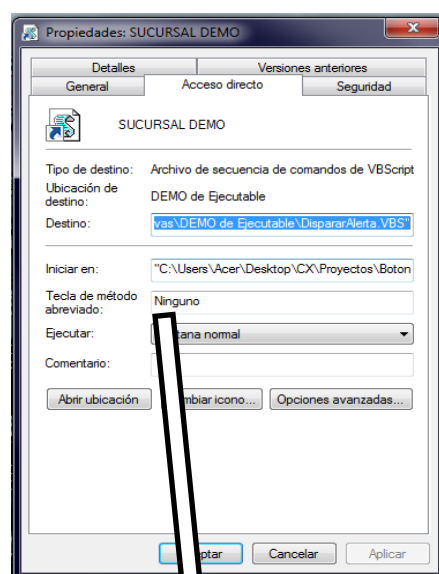 Propiedades: SUCURSAL DEMO
Detalles
Versiones anteriores
General
Acceso directo
Seguridad
SUCURSAL DEMO
Tipo de destino: Archivo de secuencia de comandos de VBScript
Ubicación de destino: DEMO de Ejecutable
Destino: vas\DEMO de Ejecutable\DispararAlerta.VBS"
Iniciar en: "C:\Users\Acer\Desktop\CX\Proyectos\Boton
Tecla de método abreviado: Ninguno
Ejecutar: normal
Comentario:
Abrir ubicación
icono...
Opciones avanzadas...
Cancelar
Aplicar